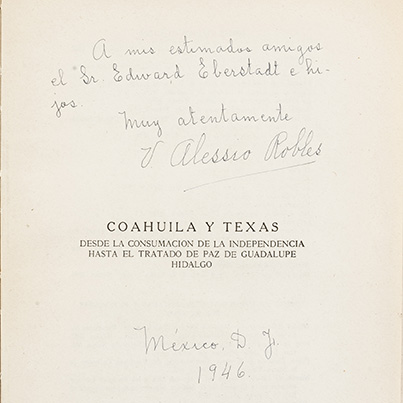 A mis estimados amigos
el Sr. Edward Eberstadt e hi-
jos.
Muy atentamente
V. Alessio Robles
COAHUILA Y TEXAS
DESDE LA CONSUMACION DE LA INDEPENDENCIA
HASTA EL TRATADO DE PAZ DE GUADALUPE
HIDALGO
México, D. F.
1946.